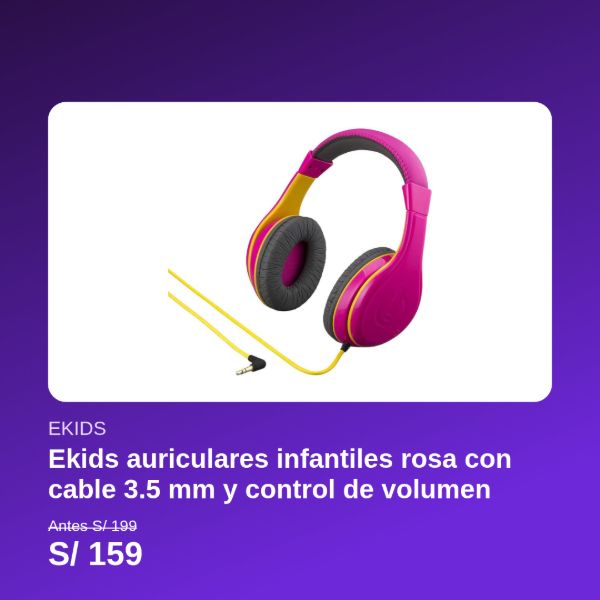 EKIDS
Ekids auriculares infantiles rosa con
cable 3.5 mm y control de volumen
Antes S/ 199
S/ 159